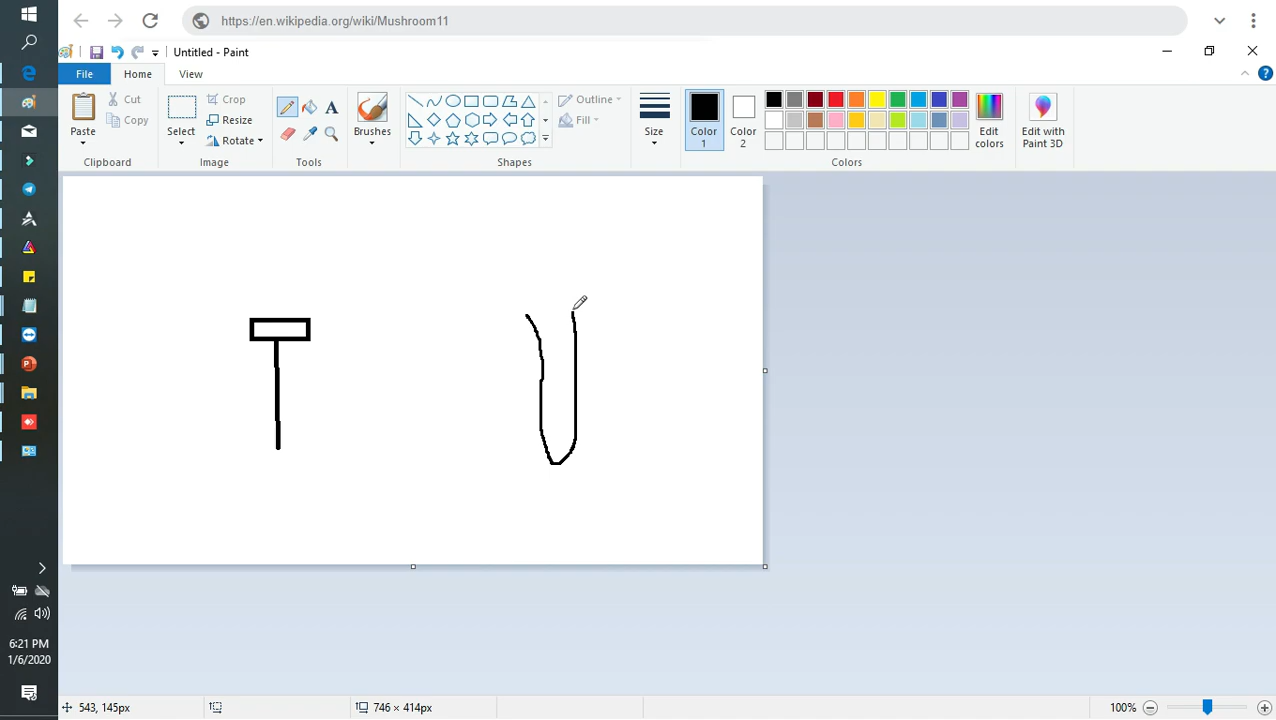 https://en.wikipedia.org/wiki/Mushroom11
Untitled - Paint
File
Home
View
Paste
Cut
Copy
Clipboard
Select
Crop
Resize
Rotate
Image
A
Tools
Brushes
Outline
Fill
Shapes
Size
Color 1
Color 2
Edit colors
Colors
Edit with Paint 3D
6:21 PM
1/6/2020
543, 145px
746 × 414px
100%